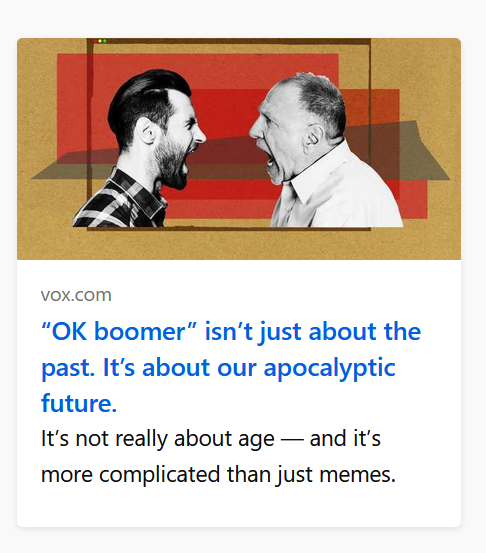 vox.com
“OK boomer” isn’t just about the
past. It’s about our apocalyptic
future.
It’s not really about age — and it’s
more complicated than just memes.